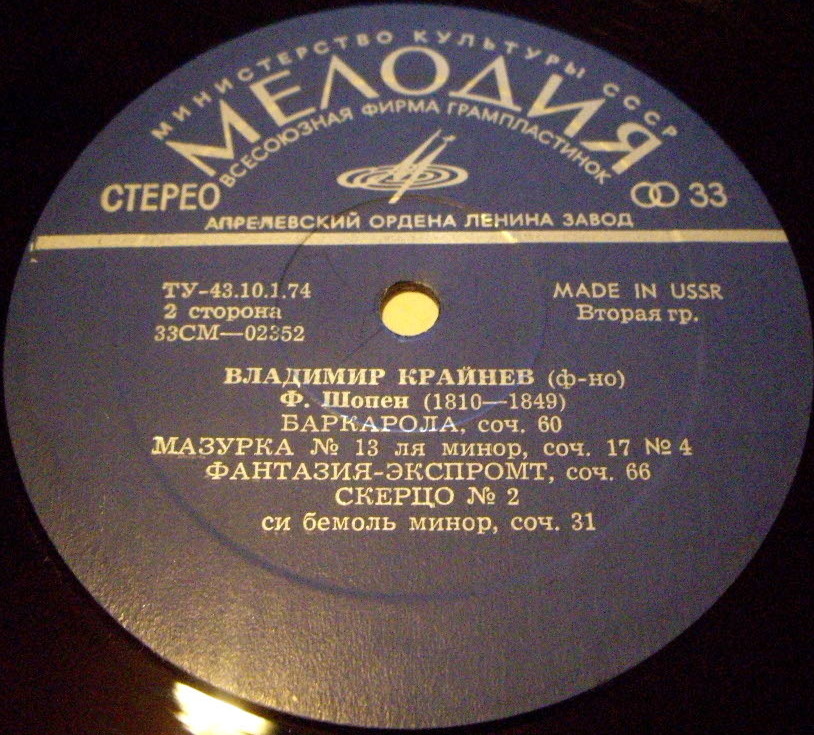 МИНИСТЕРСТВО КУЛЬТУРЫ СССР
МЕЛОДИЯ
ВСЕСОЮЗНАЯ ФИРМА ГРАМПЛАСТИНОК
СТЕРЕО
33
АПРЕЛЕВСКИЙ ОРДЕНА ЛЕНИНА ЗАВОД
ТУ-43.10.1.74
2 сторона
33СМ—02352
MADE IN USSR
Вторая гр.
ВЛАДИМИР КРАЙНЕВ (ф-но)
Ф. Шопен (1810—1849)
БАРКАРОЛА, соч. 60
МАЗУРКА № 13 ля минор, соч. 17 № 4
ФАНТАЗИЯ-ЭКСПРОМТ, соч. 66
СКЕРЦО № 2
си бемоль минор, соч. 31